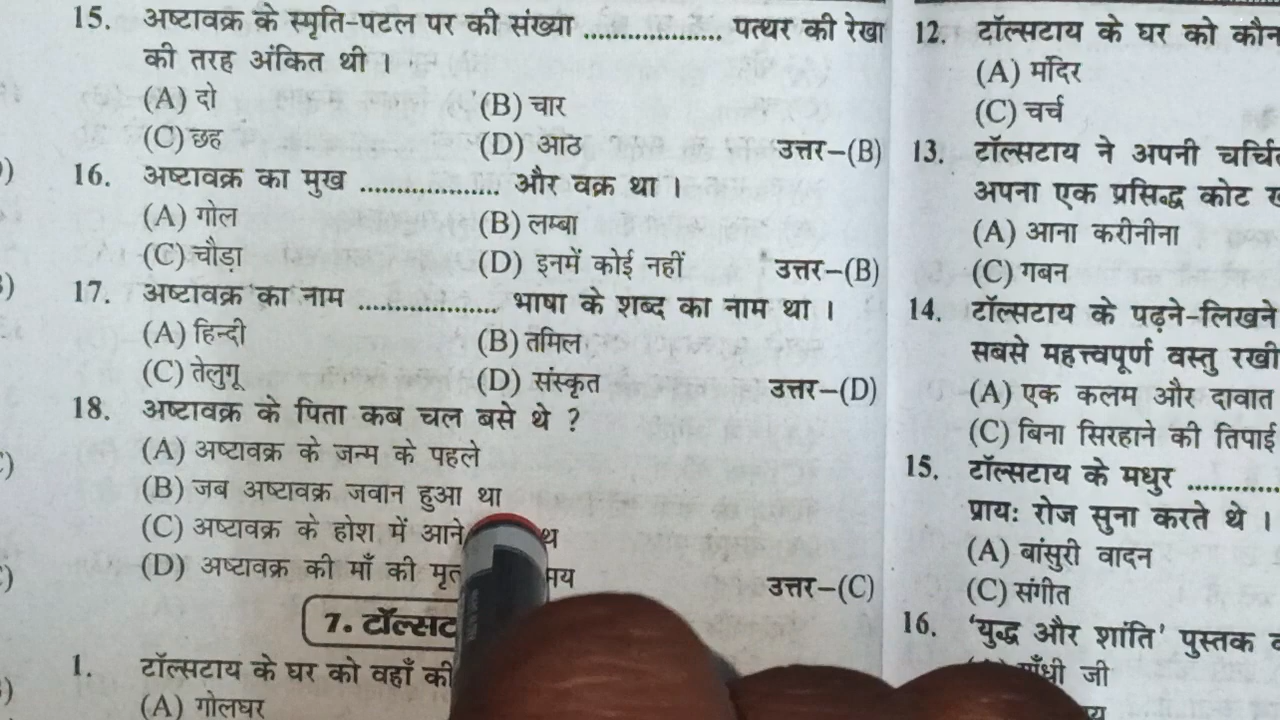 15. अष्टावक्र के स्मृति-पटल पर की संख्या .................... पत्थर की रेखा
की तरह अंकित थी ।
(A) दो (B) चार
(C) छह (D) आठ उत्तर–(B)
16. अष्टावक्र का मुख .................... और वक्र था ।
(A) गोल (B) लम्बा
(C) चौड़ा (D) इनमें कोई नहीं उत्तर–(B)
17. अष्टावक्र का नाम .................... भाषा के शब्द का नाम था ।
(A) हिन्दी (B) तमिल
(C) तेलुगू (D) संस्कृत उत्तर–(D)
18. अष्टावक्र के पिता कब चल बसे थे ?
(A) अष्टावक्र के जन्म के पहले
(B) जब अष्टावक्र जवान हुआ था
(C) अष्टावक्र के होश में आने
(D) अष्टावक्र की माँ की उत्तर–(C)
7.
1. टॉल्सटाय के घर को वहाँ की
(A) गोलघर
12. टॉल्सटाय के घर को कौन
(A) मंदिर
(C) चर्च
13. टॉल्सटाय ने अपनी
अपना एक प्रसिद्ध कोट
(A) आना करीनीना
(C) गबन
14. टॉल्सटाय के पढ़ने-लिखने
सबसे महत्त्वपूर्ण वस्तु रखी
(A) एक कलम और दावात
(C) बिना सिरहाने की तिपाई
15. टॉल्सटाय के मधुर ............
प्रायः रोज सुना करते थे ।
(A) बांसुरी वादन
(C) संगीत
16. ‘युद्ध और शांति’ पुस्तक
जी